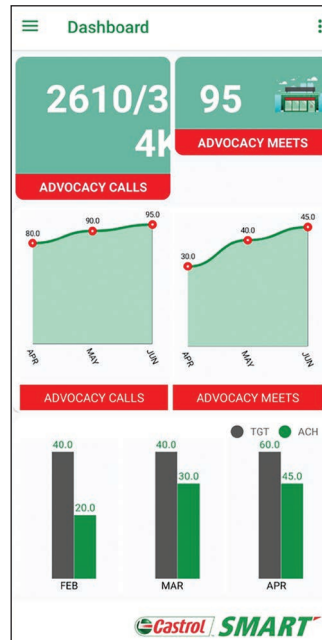 Dashboard
2610/3
4K
95
ADVOCACY CALLS
ADVOCACY MEETS
80.0
90.0
95.0
APR
MAY
JUN
30.0
40.0
45.0
APR
MAY
JUN
ADVOCACY CALLS
ADVOCACY MEETS
TGT ACH
40.0
20.0
40.0
30.0
60.0
45.0
FEB
MAR
APR
Castrol SMART